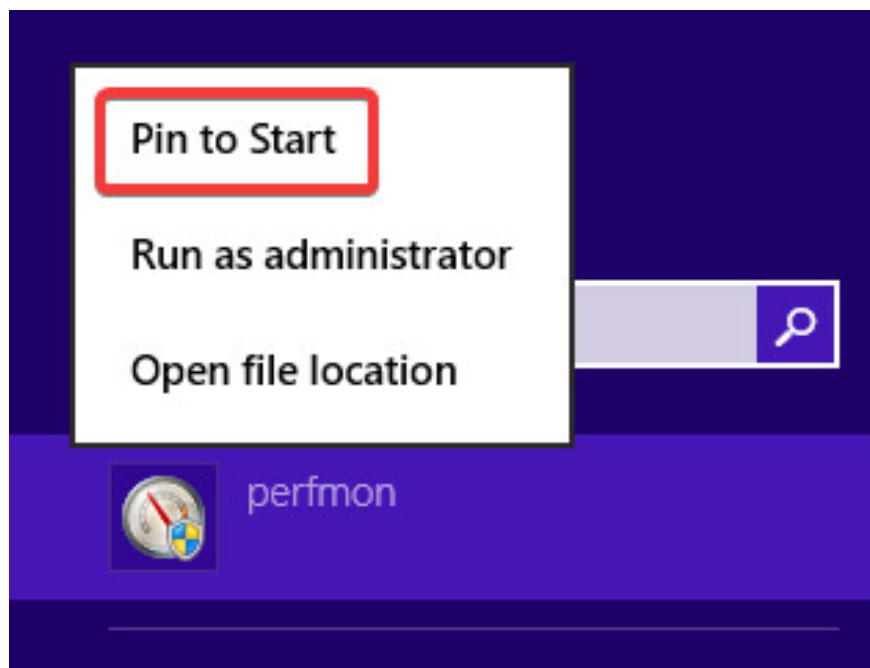 Pin to Start
Run as administrator
Open file location
perfmon